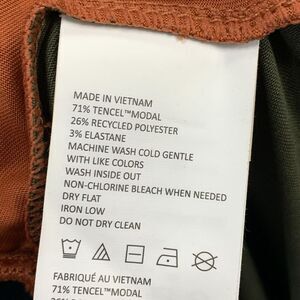 MADE IN VIETNAM
71% TENCEL™MODAL
26% RECYCLED POLYESTER
3% ELASTANE
MACHINE WASH COLD GENTLE
WITH LIKE COLORS
WASH INSIDE OUT
NON-CHLORINE BLEACH WHEN NEEDED
DRY FLAT
IRON LOW
DO NOT DRY CLEAN
FABRIQUÉ AU VIETNAM
71% TENCEL™MODAL